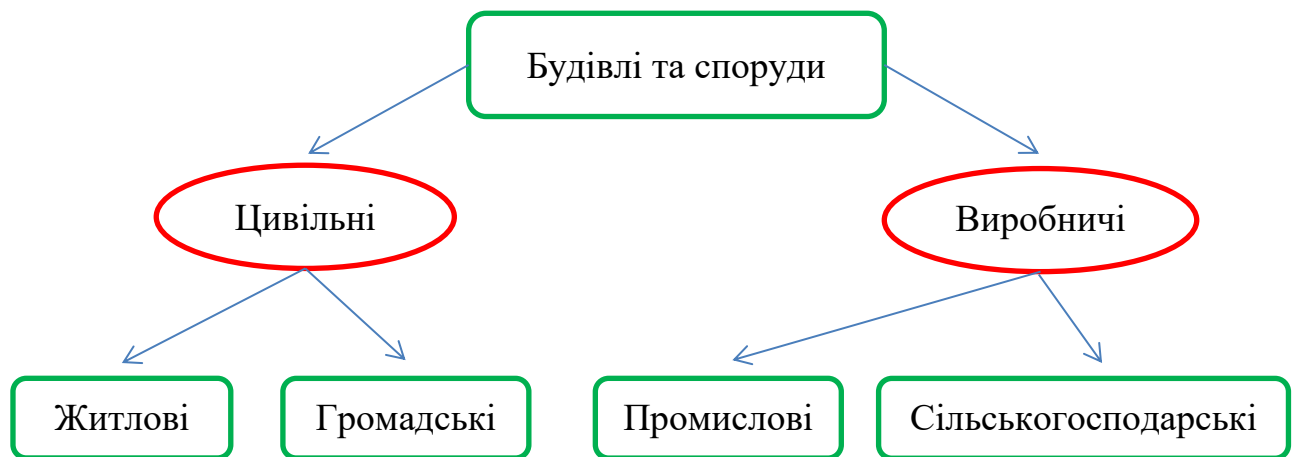 Будівлі та споруди
Цивільні
Виробничі
Житлові
Громадські
Промислові
Сільськогосподарські